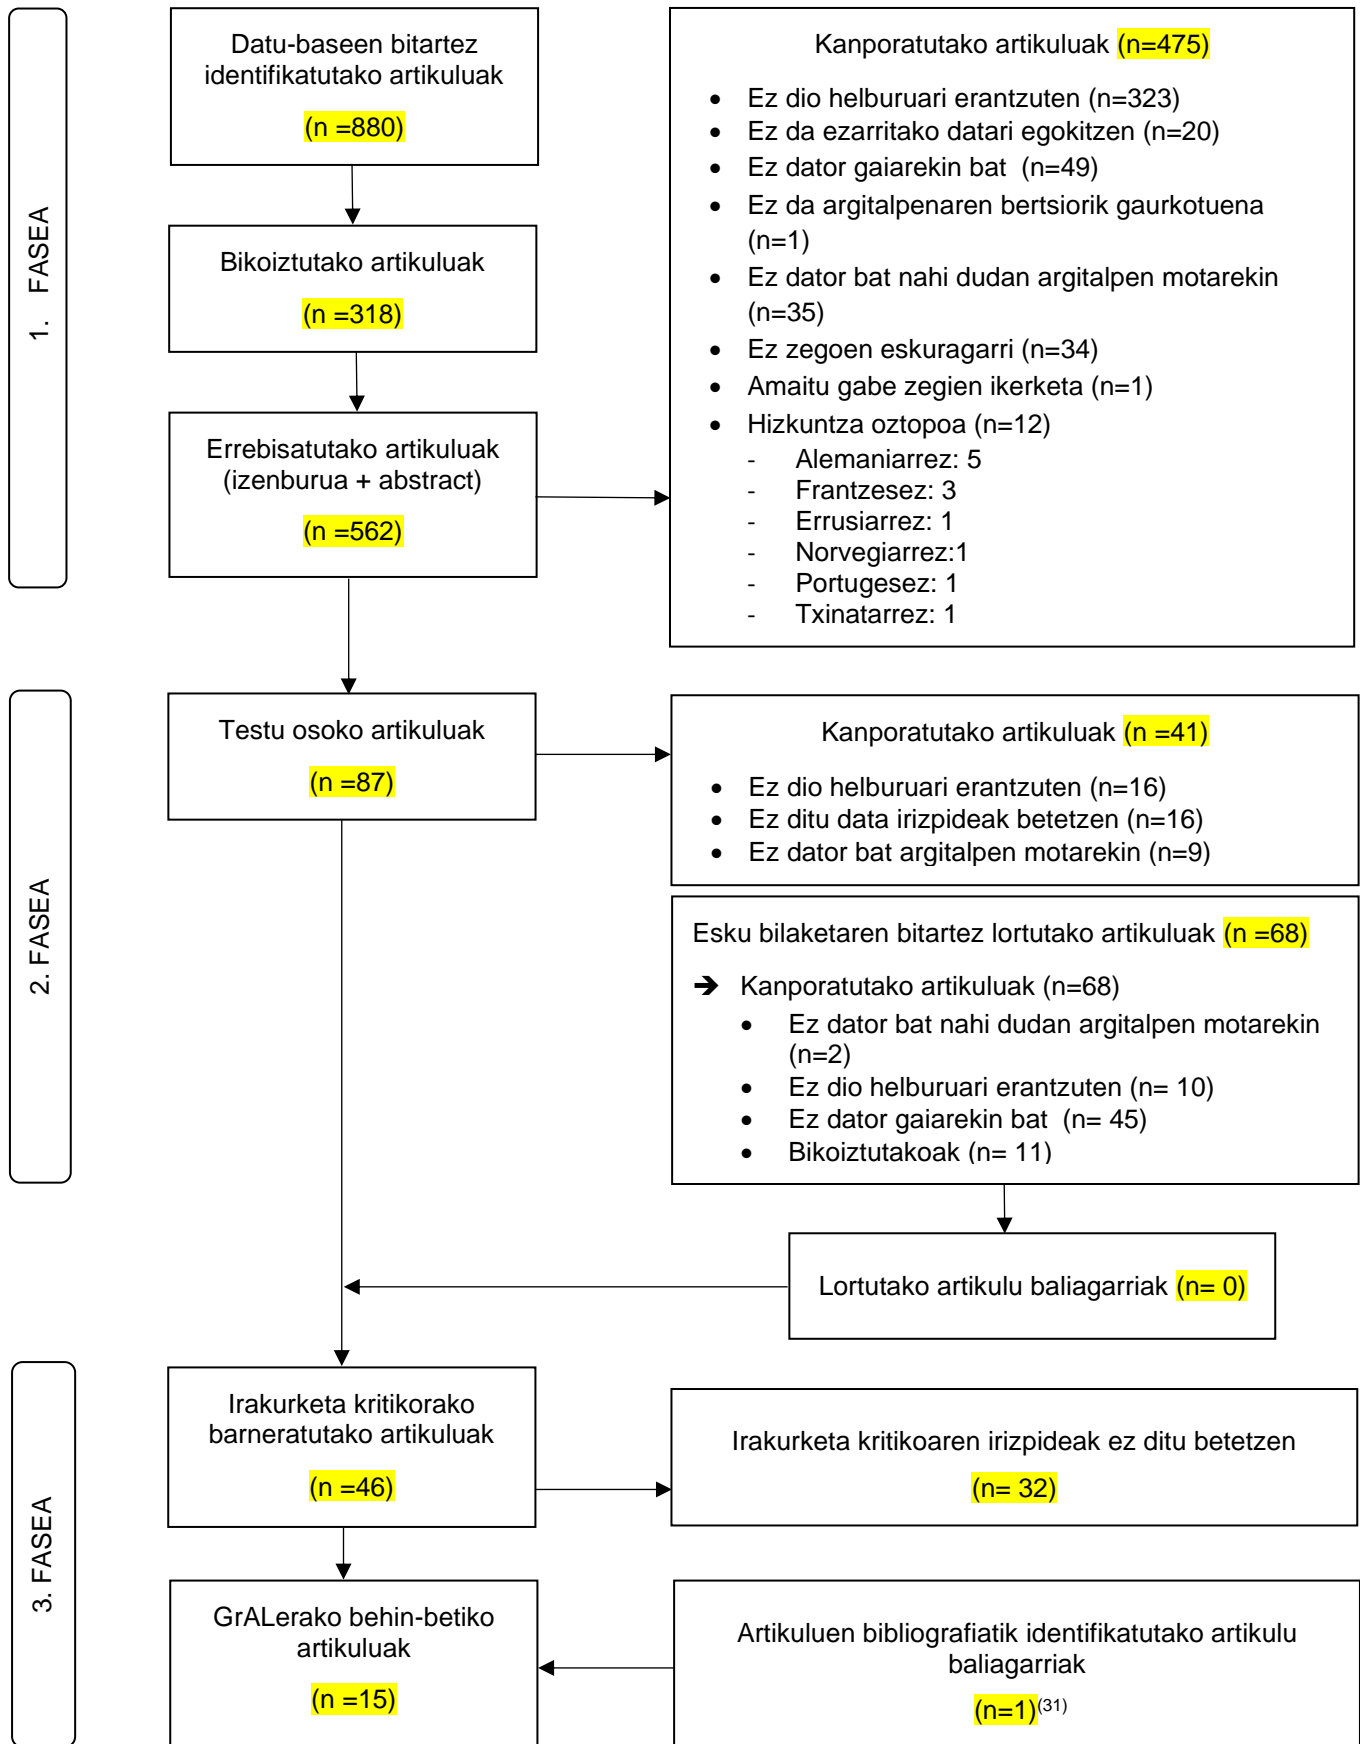 1. FASEA
Datu-baseen bitartez
identifikatutako artikuluak
(n =880)
Bikoiztutako artikuluak
(n =318)
Errebisatutako artikuluak
(izenburua + abstract)
(n =562)
Kanporatutako artikuluak (n=475)
• Ez dio helburuari erantzuten (n=323)
• Ez da ezarritako datari egokitzen (n=20)
• Ez dator gaiarekin bat (n=49)
• Ez da argitalpenaren bertsiorik gaurkotuena
(n=1)
• Ez dator bat nahi dudan argitalpen motarekin
(n=35)
• Ez zegoen eskuragarri (n=34)
• Amaitu gabe zegien ikerketa (n=1)
• Hizkuntza oztopoa (n=12)
- Alemaniarrez: 5
- Frantzesez: 3
- Errusiarrez: 1
- Norvegiarrez:1
- Portugesez: 1
- Txinatarrez: 1
2. FASEA
Testu osoko artikuluak
(n =87)
Kanporatutako artikuluak (n =41)
• Ez dio helburuari erantzuten (n=16)
• Ez ditu data irizpideak betetzen (n=16)
• Ez dator bat argitalpen motarekin (n=9)
Esku bilaketaren bitartez lortutako artikuluak (n =68)
➔ Kanporatutako artikuluak (n=68)
• Ez dator bat nahi dudan argitalpen motarekin
(n=2)
• Ez dio helburuari erantzuten (n= 10)
• Ez dator gaiarekin bat (n= 45)
• Bikoiztutakoak (n= 11)
Lortutako artikulu baliagarriak (n= 0)
3. FASEA
Irakurketa kritikorako
barneratutako artikuluak
(n =46)
Irakurketa kritikoaren irizpideak ez ditu betetzen
(n= 32)
GrALerako behin-betiko
artikuluak
(n =15)
Artikuluen bibliografiatik identifikatutako artikulu
baliagarriak
(n=1)(31)